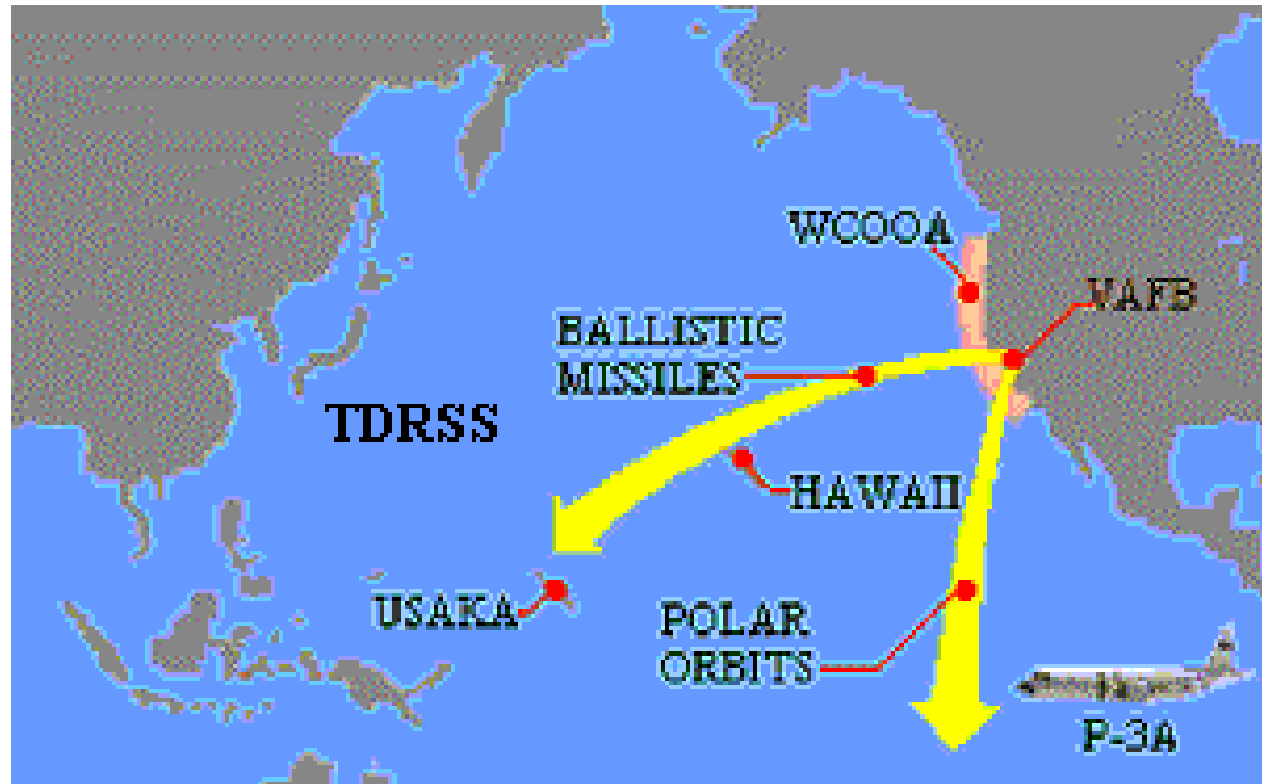 WCOOA
VAFB
BALLISTIC
MISSILES
TDRSS
HAWAII
USAKA
POLAR
ORBITS
P-3A